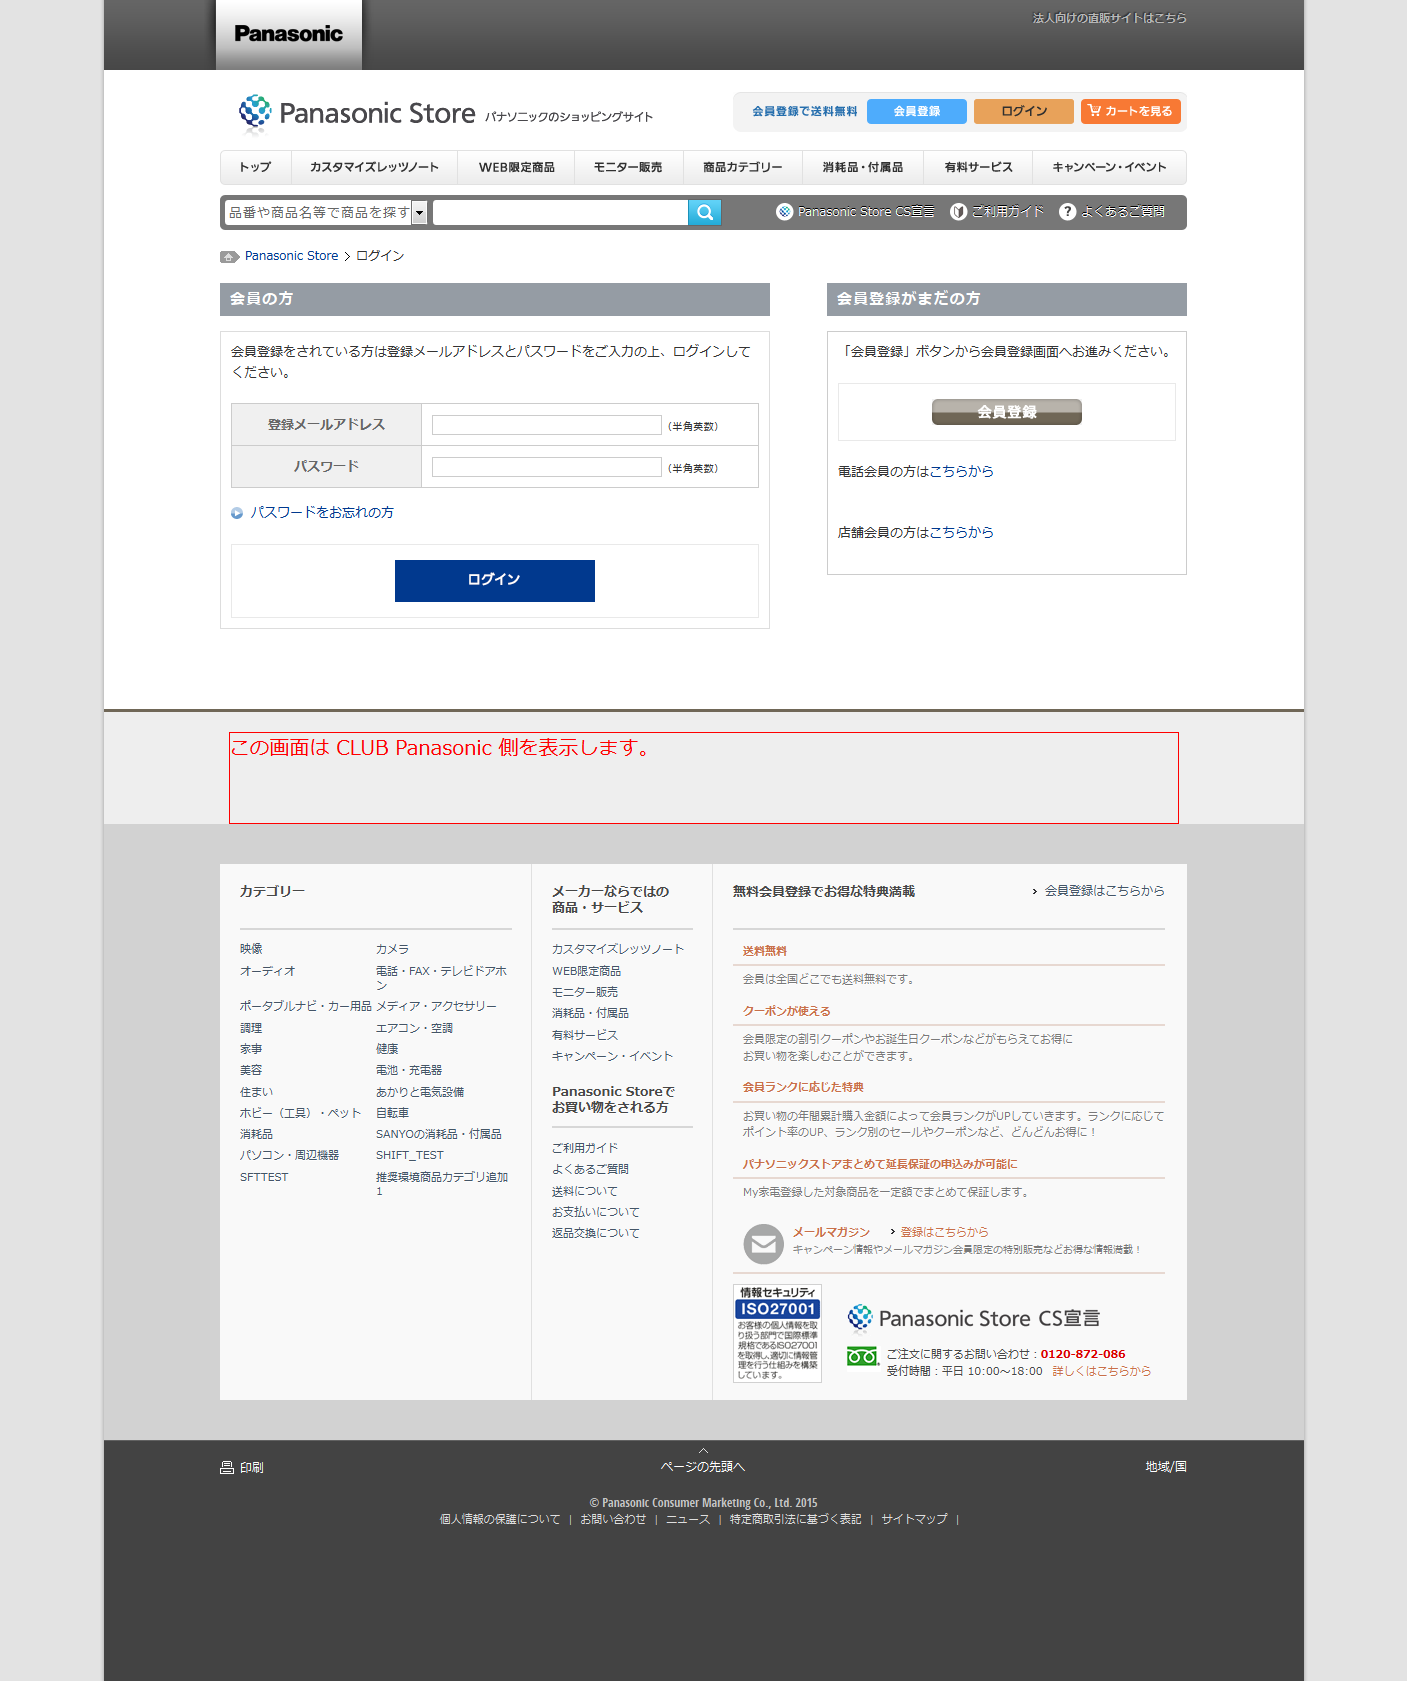 Panasonic
法人向けの直販サイトはこちら
Panasonic Store パナソニックのショッピングサイト
会員登録で送料無料 会員登録 ログイン カートを見る
トップ カスタマイズレッツノート WEB限定商品 モニター販売 商品カテゴリー 消耗品・付属品 有料サービス キャンペーン・イベント
品番や商品名等で商品を探す
Panasonic Store CS宣言 ご利用ガイド よくあるご質問
Panasonic Store ログイン
会員の方
会員登録をされている方は登録メールアドレスとパスワードをご入力の上、ログインして
ください。
登録メールアドレス (半角英数)
パスワード (半角英数)
パスワードをお忘れの方
ログイン
会員登録がまだの方
「会員登録」ボタンから会員登録画面へお進みください。
会員登録
電話会員の方はこちらから
店舗会員の方はこちらから
この画面は CLUB Panasonic 側を表示します。
カテゴリー
映像 カメラ
オーディオ 電話・FAX・テレビドアホ
ン
ポータブルナビ・カー用品 メディア・アクセサリー
調理 エアコン・空調
家事 健康
美容 電池・充電器
住まい あかりと電気設備
ホビー（工具）・ペット 自転車
消耗品 SANYOの消耗品・付属品
パソコン・周辺機器 SHIFT_TEST
SFTTEST 推奨環境商品カテゴリ追加
1
メーカーならではの
商品・サービス
カスタマイズレッツノート
WEB限定商品
モニター販売
消耗品・付属品
有料サービス
キャンペーン・イベント
Panasonic Storeで
お買い物をされる方
ご利用ガイド
よくあるご質問
送料について
お支払いについて
返品交換について
無料会員登録でお得な特典満載 会員登録はこちらから
送料無料
会員は全国どこでも送料無料です。
クーポンが使える
会員限定の割引クーポンやお誕生日クーポンなどがもらえてお得に
お買い物を楽しむことができます。
会員ランクに応じた特典
お買い物の年間累計購入金額によって会員ランクがUPしていきます。ランクに応じて
ポイント率のUP、ランク別のセールやクーポンなど、どんどんお得に！
パナソニックストアまとめて延長保証の申込みが可能に
My家電登録した対象商品を一定額でまとめて保証します。
メールマガジン 登録はこちらから
キャンペーン情報やメールマガジン会員限定の特別販売などお得な情報満載！
情報セキュリティ
ISO27001
お客様の個人情報を取
り扱う部門で国際標準
規格であるISO27001
を取得し、適切に情報管
理を行う仕組みを構築
しています。
Panasonic Store CS宣言
ご注文に関するお問い合わせ：0120-872-086
受付時間：平日 10:00～18:00 詳しくはこちらから
印刷
ページの先頭へ
地域/国
© Panasonic Consumer Marketing Co., Ltd. 2015
個人情報の保護について | お問い合わせ | ニュース | 特定商取引法に基づく表記 | サイトマップ |